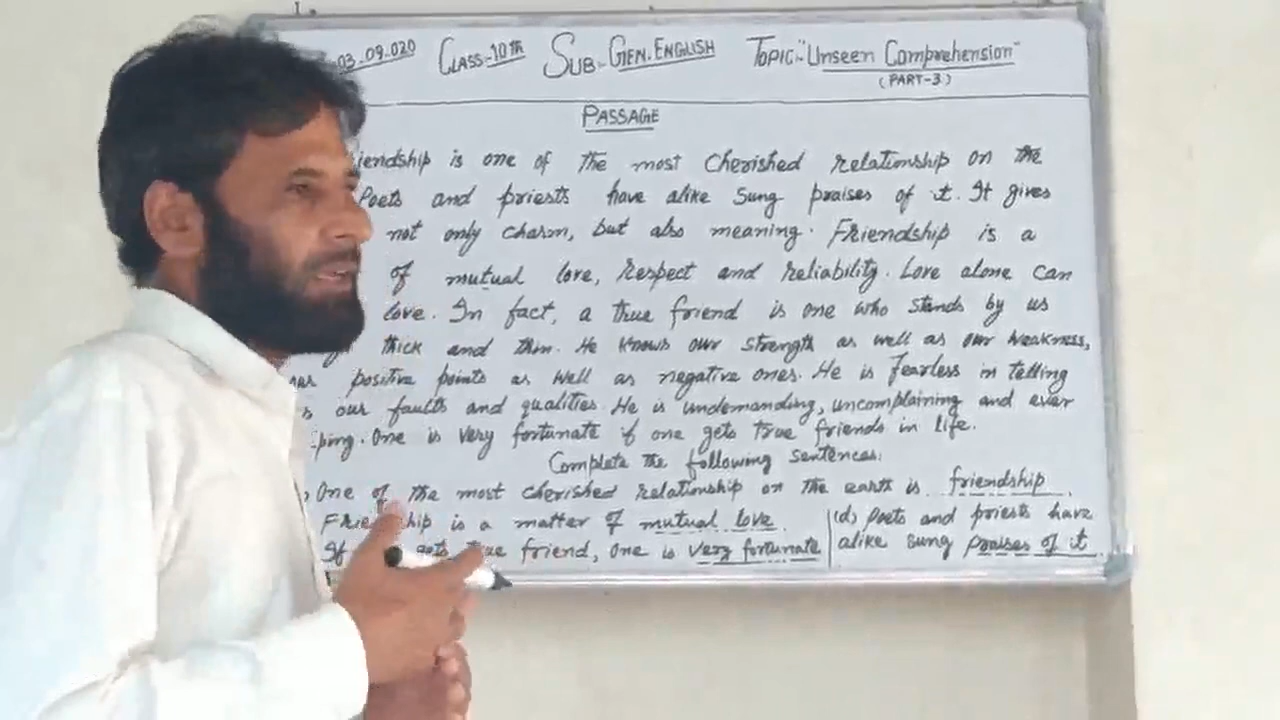 03.09.020 CLASS-10TH SUB- GEN. ENGLISH TOPIC:- "Unseen Comprehension"
(PART-3)
PASSAGE
iendship is one of the most Cherished relationship on the
Poets and priests have alike Sung praises of it. It gives
not only charm, but also meaning. Friendship is a
of mutual love, respect and reliability. Love alone can
love. In fact, a true friend is one who stands by us
thick and thin. He knows our strength as well as our weakness,
positive points as well as negative ones. He is fearless in telling
our faults and qualities. He is undemanding, uncomplaining and ever
ping. One is very fortunate if one gets true friends in life.
Complete the following sentences:
One of the most cherished relationship on the earth is friendship
is a matter of mutual love
friend, one is very fortunate
(d) Poets and priests have
alike sung praises of it